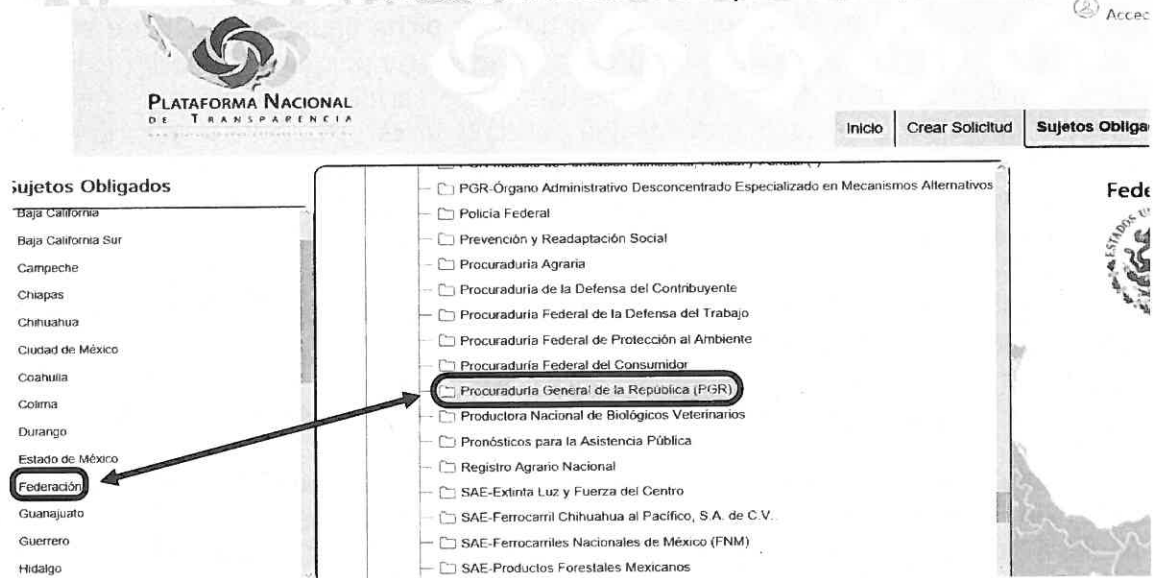 Acced
PLATAFORMA NACIONAL
DE TRANSPARENCIA
Inicio
Crear Solicitud
Sujetos Obliga
Sujetos Obligados
Baja California
Baja California Sur
Campeche
Chiapas
Chihuahua
Ciudad de México
Coahuila
Colima
Durango
Estado de México
Federación
Guanajuato
Guerrero
Hidalgo
PGR-Órgano Administrativo Desconcentrado Especializado en Mecanismos Alternativos
Policía Federal
Prevención y Readaptación Social
Procuraduría Agraria
Procuraduría de la Defensa del Contribuyente
Procuraduría Federal de la Defensa del Trabajo
Procuraduría Federal de Protección al Ambiente
Procuraduría Federal del Consumidor
Procuraduría General de la República (PGR)
Productora Nacional de Biológicos Veterinarios
Pronósticos para la Asistencia Pública
Registro Agrario Nacional
SAE-Extinta Luz y Fuerza del Centro
SAE-Ferrocarril Chihuahua al Pacífico, S.A. de C.V.
SAE-Ferrocarriles Nacionales de México (FNM)
SAE-Productos Forestales Mexicanos
Fede
ESTADOS U